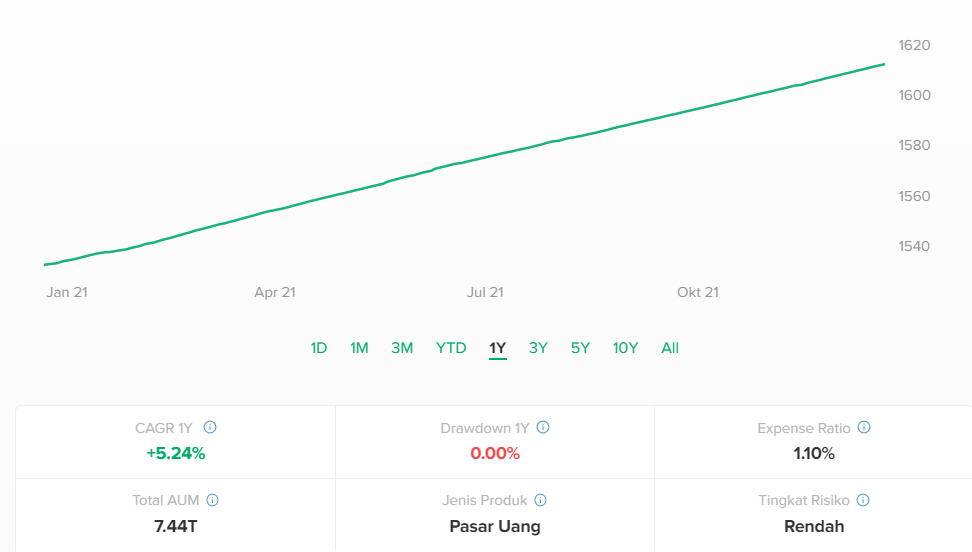 1620
1600
1580
1560
1540
Jan 21 Apr 21 Jul 21 Okt 21
1D 1M 3M YTD 1Y 3Y 5Y 10Y All
CAGR 1Y Drawdown 1Y Expense Ratio
+5.24% 0.00% 1.10%
Total AUM Jenis Produk Tingkat Risiko
7.44T Pasar Uang Rendah